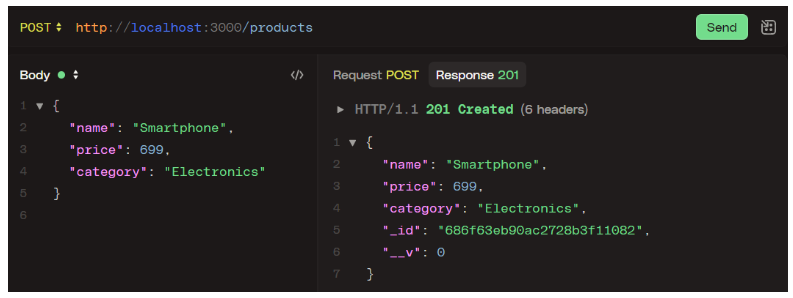 POST http://localhost:3000/products Send
Body
1 {
2 "name": "Smartphone",
3 "price": 699,
4 "category": "Electronics"
5 }
6
Request POST Response 201
HTTP/1.1 201 Created (6 headers)
1 {
2 "name": "Smartphone",
3 "price": 699,
4 "category": "Electronics",
5 "_id": "686f63eb90ac2728b3f11082",
6 "__v": 0
7 }